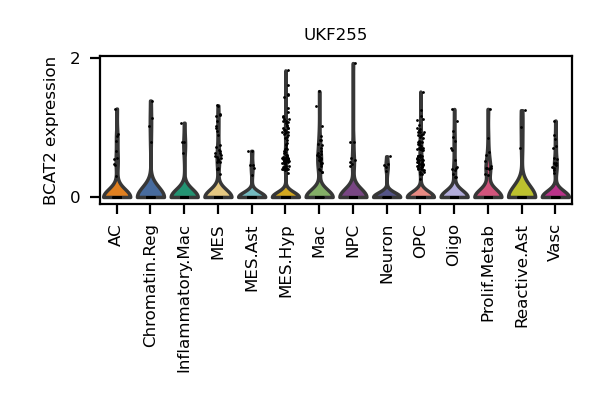 UKF255
BCAT2 expression
2
0
AC
Chromatin.Reg
Inflammatory.Mac
MES
MES.Ast
MES.Hyp
Mac
NPC
Neuron
OPC
Oligo
Prolif.Metab
Reactive.Ast
Vasc